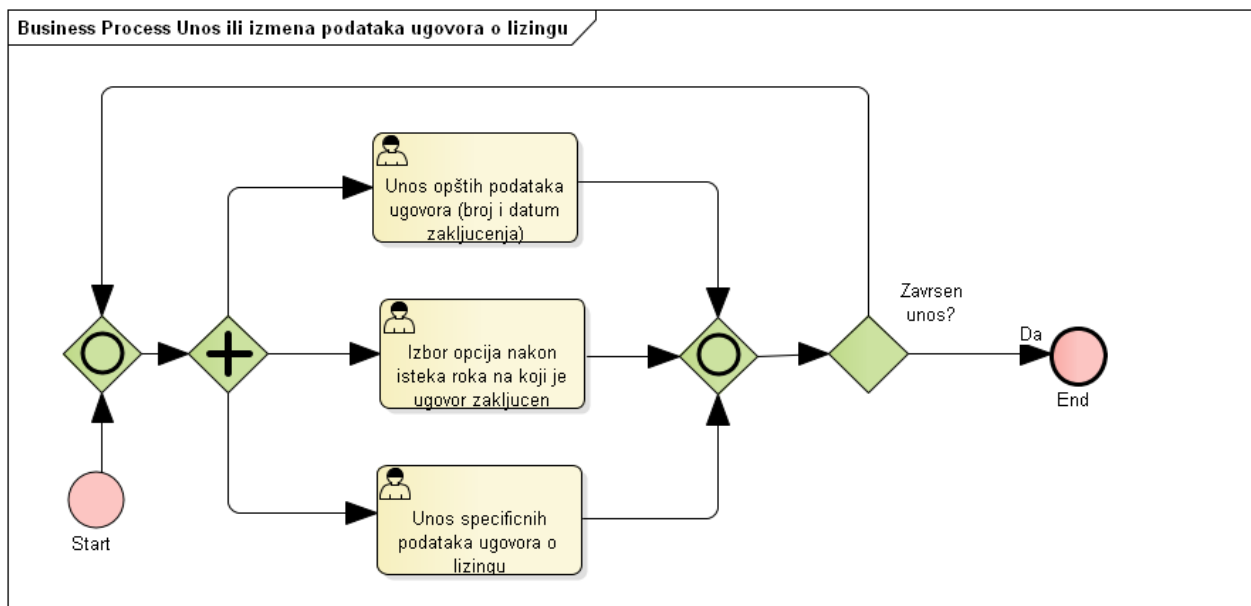 Business Process Unos ili izmena podataka ugovora o lizingu
Unos opštih podataka
ugovora (broj i datum
zakljucenja)
Zavrsen
unos?
Da
Izbor opcija nakon
isteka roka na koji je
ugovor zakljucen
End
Start
Unos specificnih
podataka ugovora o
lizingu